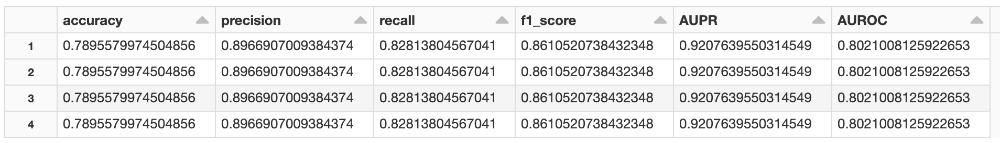 accuracy precision recall f1_score AUPR AUROC
1 0.7895579974504856 0.8966907009384374 0.828138045​67041 0.8610520738432348 0.9207639550314549 0.8021008125922653
2 0.7895579974504856 0.8966907009384374 0.82813804567041 0.8610520738432348 0.9207639550314549 0.8021008125922653
3 0.7895579974504856 0.8966907009384374 0.82813804567041 0.8610520738432348 0.9207639550314549 0.8021008125922653
4 0.7895579974504856 0.8966907009384374 0.82813804567041 0.8610520738432348 0.9207639550314549 0.8021008125922653